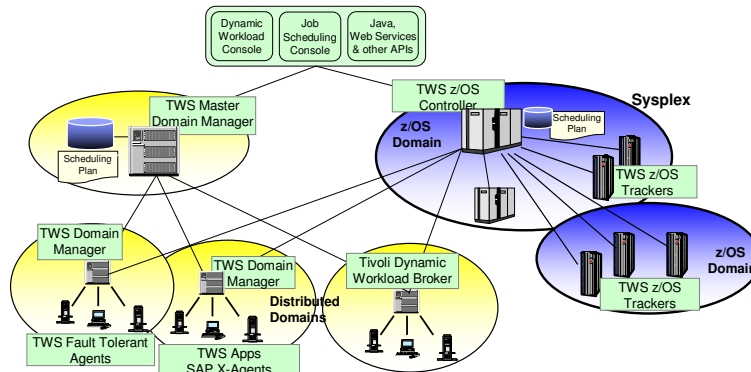 Dynamic
Workload
Console
Job
Scheduling
Console
Java,
Web Services
& other APIs
TWS Master
Domain Manager
Scheduling
Plan
TWS z/OS
Controller
Sysplex
z/OS
Domain
Scheduling
Plan
TWS z/OS
Trackers
z/OS
Domain
TWS z/OS
Trackers
TWS Domain
Manager
TWS Domain
Manager
Distributed
Domains
Tivoli Dynamic
Workload Broker
TWS Fault Tolerant
Agents
TWS Apps
SAP X-Agents